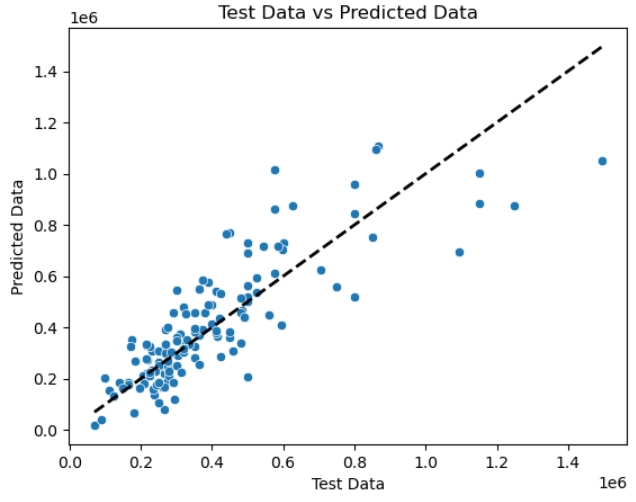 Test Data vs Predicted Data
1e6
1.4
1.2
1.0
0.8
0.6
0.4
0.2
0.0
Predicted Data
0.0 0.2 0.4 0.6 0.8 1.0 1.2 1.4
Test Data
1e6